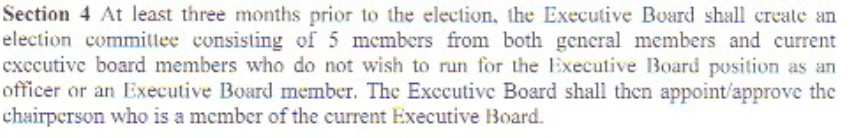 Section 4 At least three months prior to the election, the Executive Board shall create an
election committee consisting of 5 members from both general members and current
executive board members who do not wish to run for the Executive Board position as an
officer or an Executive Board member. The Executive Board shall then appoint/approve the
chairperson who is a member of the current Executive Board.